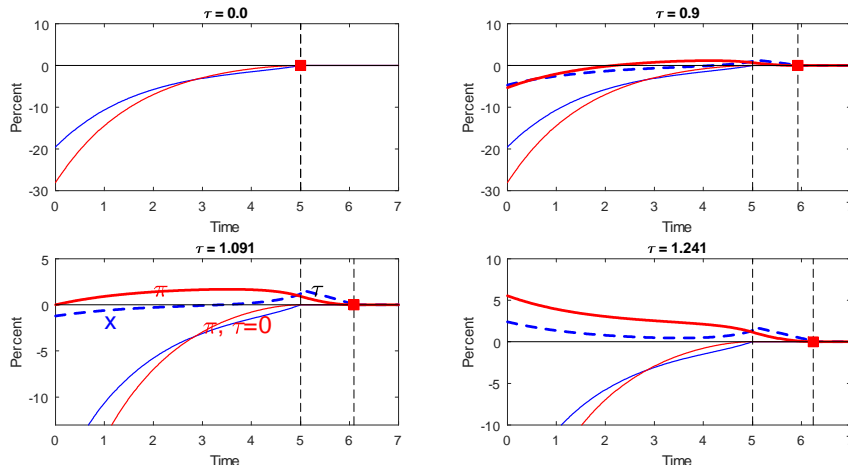 τ = 0.0
10
0
-10
-20
-30
Percent
0 1 2 3 4 5 6 7
Time
τ = 0.9
10
0
-10
-20
-30
Percent
0 1 2 3 4 5 6 7
Time
τ = 1.091
5
0
-5
-10
Percent
π
τ
x
π, τ=0
0 1 2 3 4 5 6 7
Time
τ = 1.241
10
5
0
-5
-10
Percent
0 1 2 3 4 5 6 7
Time